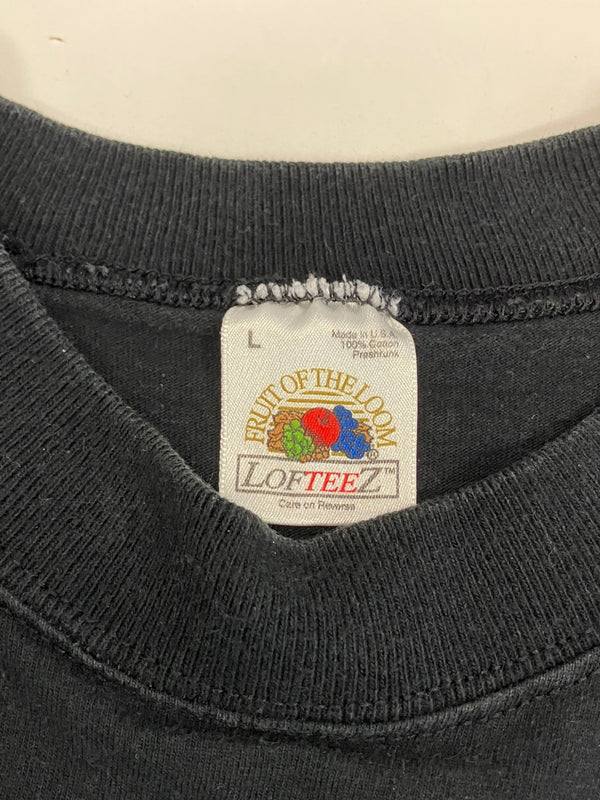 L
Made in U.S.A.
100% Cotton
Preshrunk
FRUIT OF THE LOOM
®
LOFTEEZ™
Care on Reverse